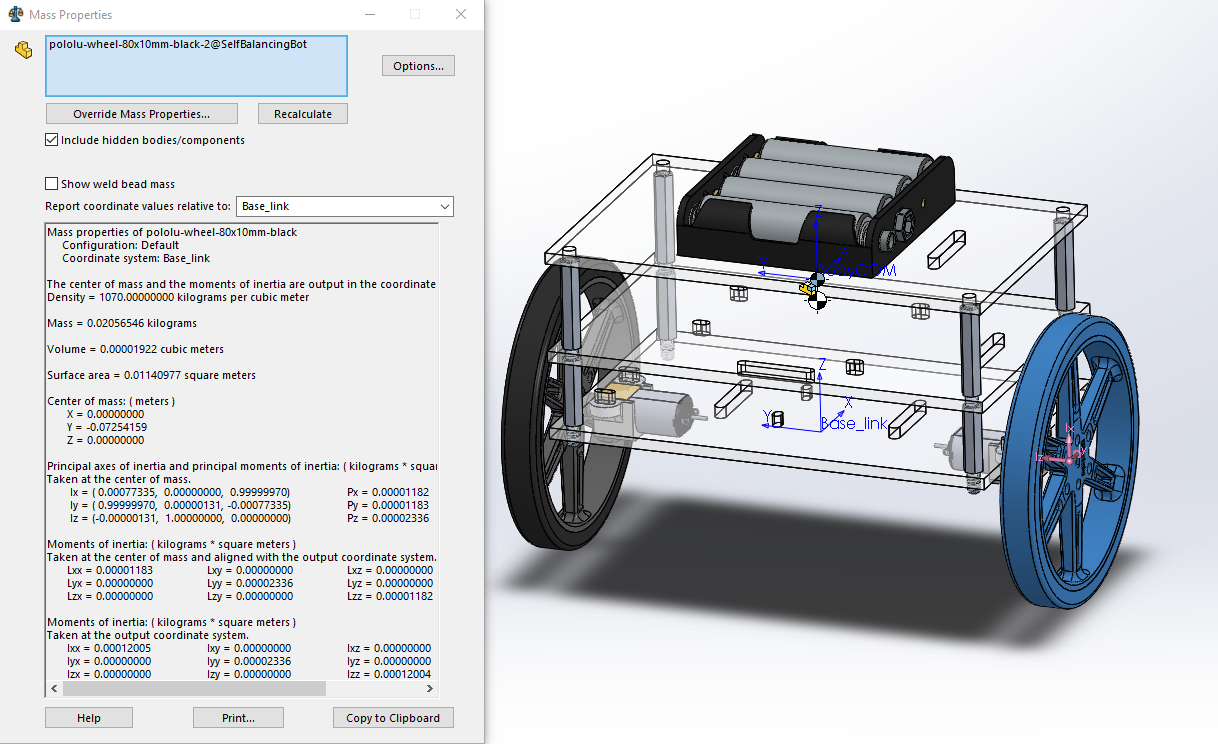 Mass Properties
pololu-wheel-80x10mm-black-2@SelfBalancingBot
Options...
Override Mass Properties...
Recalculate
Include hidden bodies/components
Show weld bead mass
Report coordinate values relative to:
Base_link
Mass properties of pololu-wheel-80x10mm-black
Configuration: Default
Coordinate system: Base_link
The center of mass and the moments of inertia are output in the coordinate
Density = 1070.00000000 kilograms per cubic meter
Mass = 0.02056546 kilograms
Volume = 0.00001922 cubic meters
Surface area = 0.01140977 square meters
Center of mass: ( meters )
X = 0.00000000
Y = -0.07254159
Z = 0.00000000
Principal axes of inertia and principal moments of inertia: ( kilograms * squar
Taken at the center of mass.
Ix = ( 0.00077335, 0.00000000, 0.99999970) Px = 0.00001182
Iy = ( 0.99999970, 0.00000131, -0.00077335) Py = 0.00001183
Iz = (-0.00000131, 1.00000000, 0.00000000) Pz = 0.00002336
Moments of inertia: ( kilograms * square meters )
Taken at the center of mass and aligned with the output coordinate system.
Lxx = 0.00001183 Lxy = 0.00000000 Lxz = 0.00000000
Lyx = 0.00000000 Lyy = 0.00002336 Lyz = 0.00000000
Lzx = 0.00000000 Lzy = 0.00000000 Lzz = 0.00001182
Moments of inertia: ( kilograms * square meters )
Taken at the output coordinate system.
Ixx = 0.00012005 Ixy = 0.00000000 Ixz = 0.00000000
Iyx = 0.00000000 Iyy = 0.00002336 Iyz = 0.00000000
Izx = 0.00000000 Izy = 0.00000000 Izz = 0.00012004
Help
Print...
Copy to Clipboard
Z
Y
Z
X
Y
Base_link
Ix
Iy
Iz